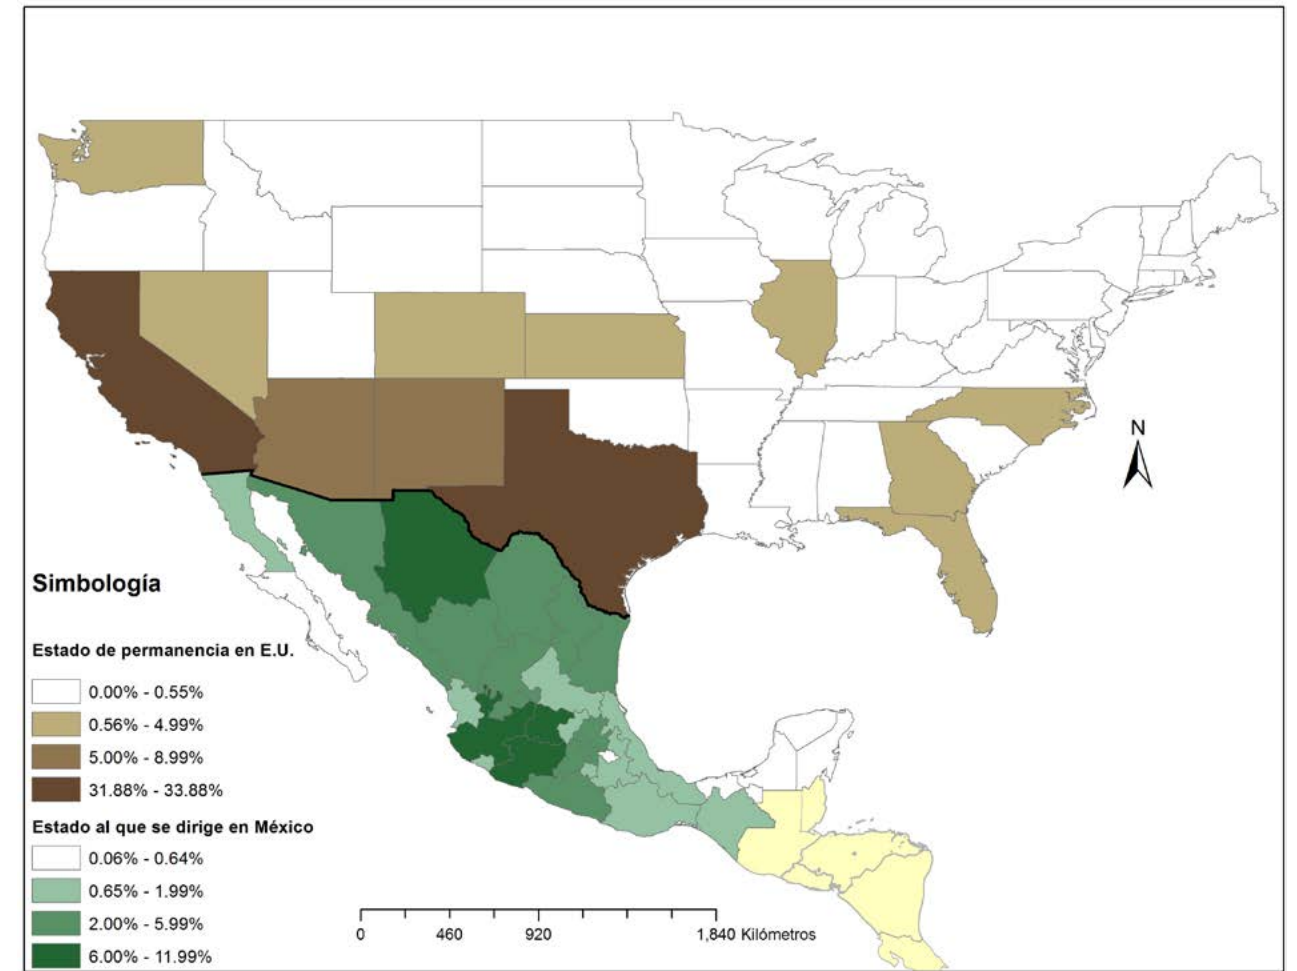 N
Simbología
Estado de permanencia en E.U.
0.00% - 0.55%
0.56% - 4.99%
5.00% - 8.99%
31.88% - 33.88%
Estado al que se dirige en México
0.06% - 0.64%
0.65% - 1.99%
2.00% - 5.99%
6.00% - 11.99%
0 460 920 1,840 Kilómetros